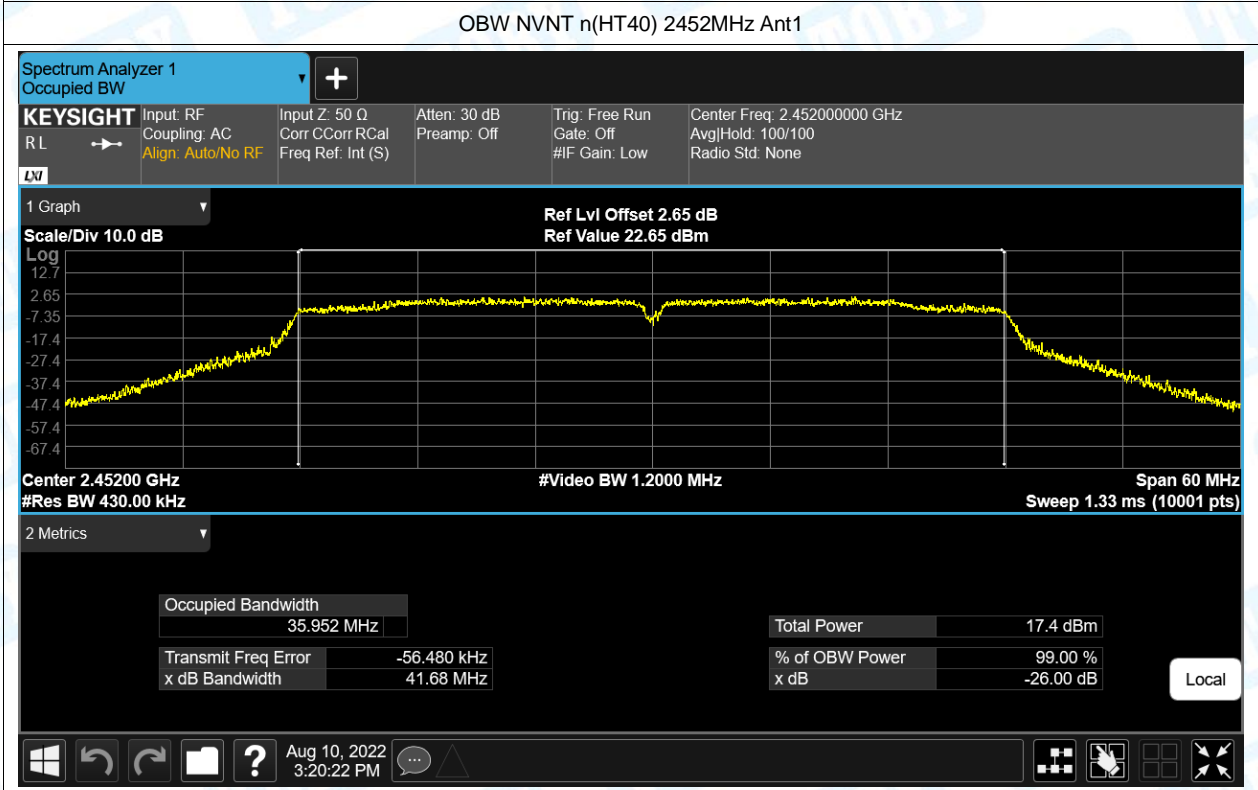 OBW NVNT n(HT40) 2452MHz Ant1
Spectrum Analyzer 1
Occupied BW
KEYSIGHT
RL
LXI
Input: RF
Coupling: AC
Align: Auto/No RF
Input Z: 50 Ω
Corr CCorr RCal
Freq Ref: Int (S)
Atten: 30 dB
Preamp: Off
Trig: Free Run
Gate: Off
#IF Gain: Low
Center Freq: 2.452000000 GHz
Avg|Hold: 100/100
Radio Std: None
1 Graph
Scale/Div 10.0 dB
Ref Lvl Offset 2.65 dB
Ref Value 22.65 dBm
Log
12.7
2.65
-7.35
-17.4
-27.4
-37.4
-47.4
-57.4
-67.4
Center 2.45200 GHz
#Video BW 1.2000 MHz
Span 60 MHz
#Res BW 430.00 kHz
Sweep 1.33 ms (10001 pts)
2 Metrics
Occupied Bandwidth
35.952 MHz
Total Power 17.4 dBm
Transmit Freq Error -56.480 kHz
% of OBW Power 99.00 %
x dB Bandwidth 41.68 MHz
x dB -26.00 dB
Local
?
Aug 10, 2022
3:20:22 PM